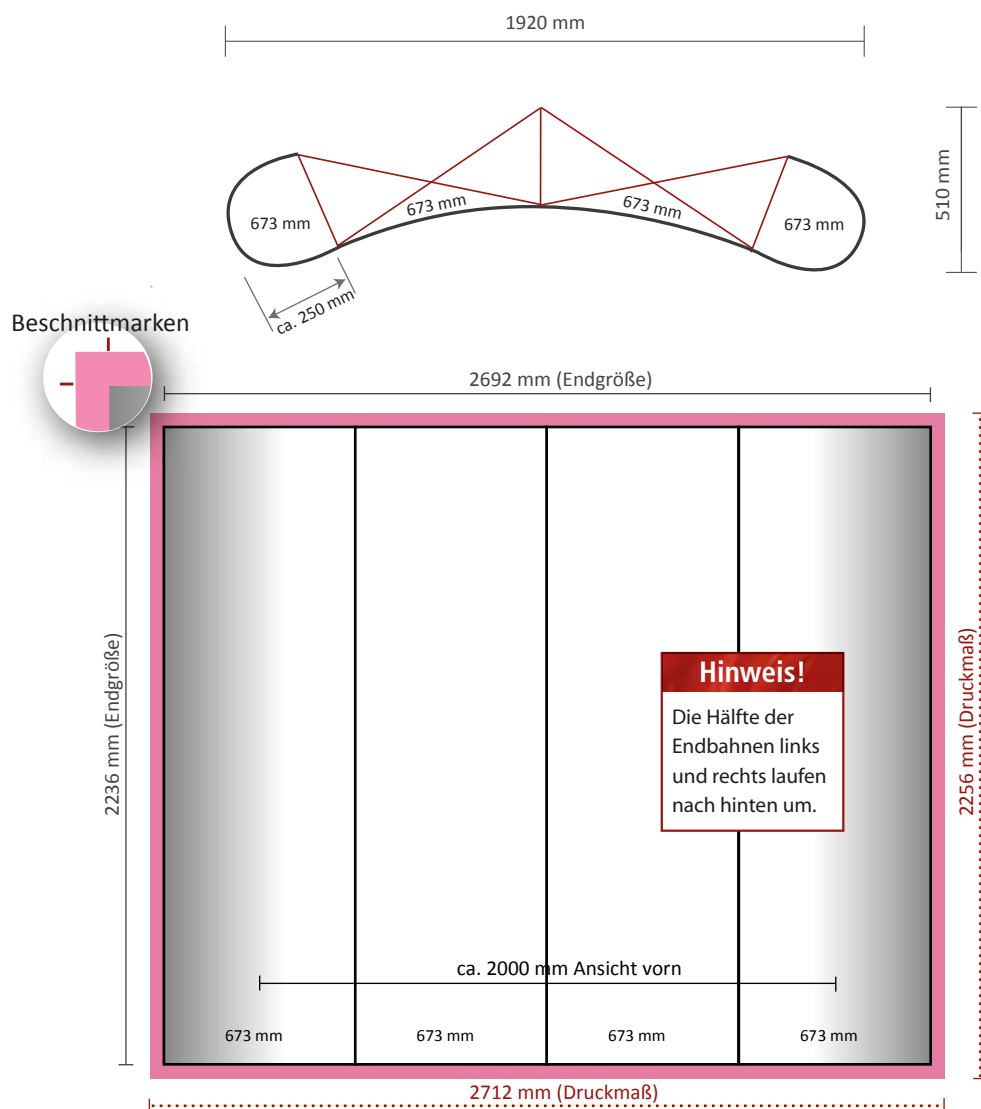 1920 mm
510 mm
673 mm
673 mm
673 mm
673 mm
ca. 250 mm
Beschnittmarken
2692 mm (Endgröße)
2236 mm (Endgröße)
2256 mm (Druckmaß)
Hinweis!
Die Hälfte der
Endbahnen links
und rechts laufen
nach hinten um.
ca. 2000 mm Ansicht vorn
673 mm
673 mm
673 mm
673 mm
2712 mm (Druckmaß)